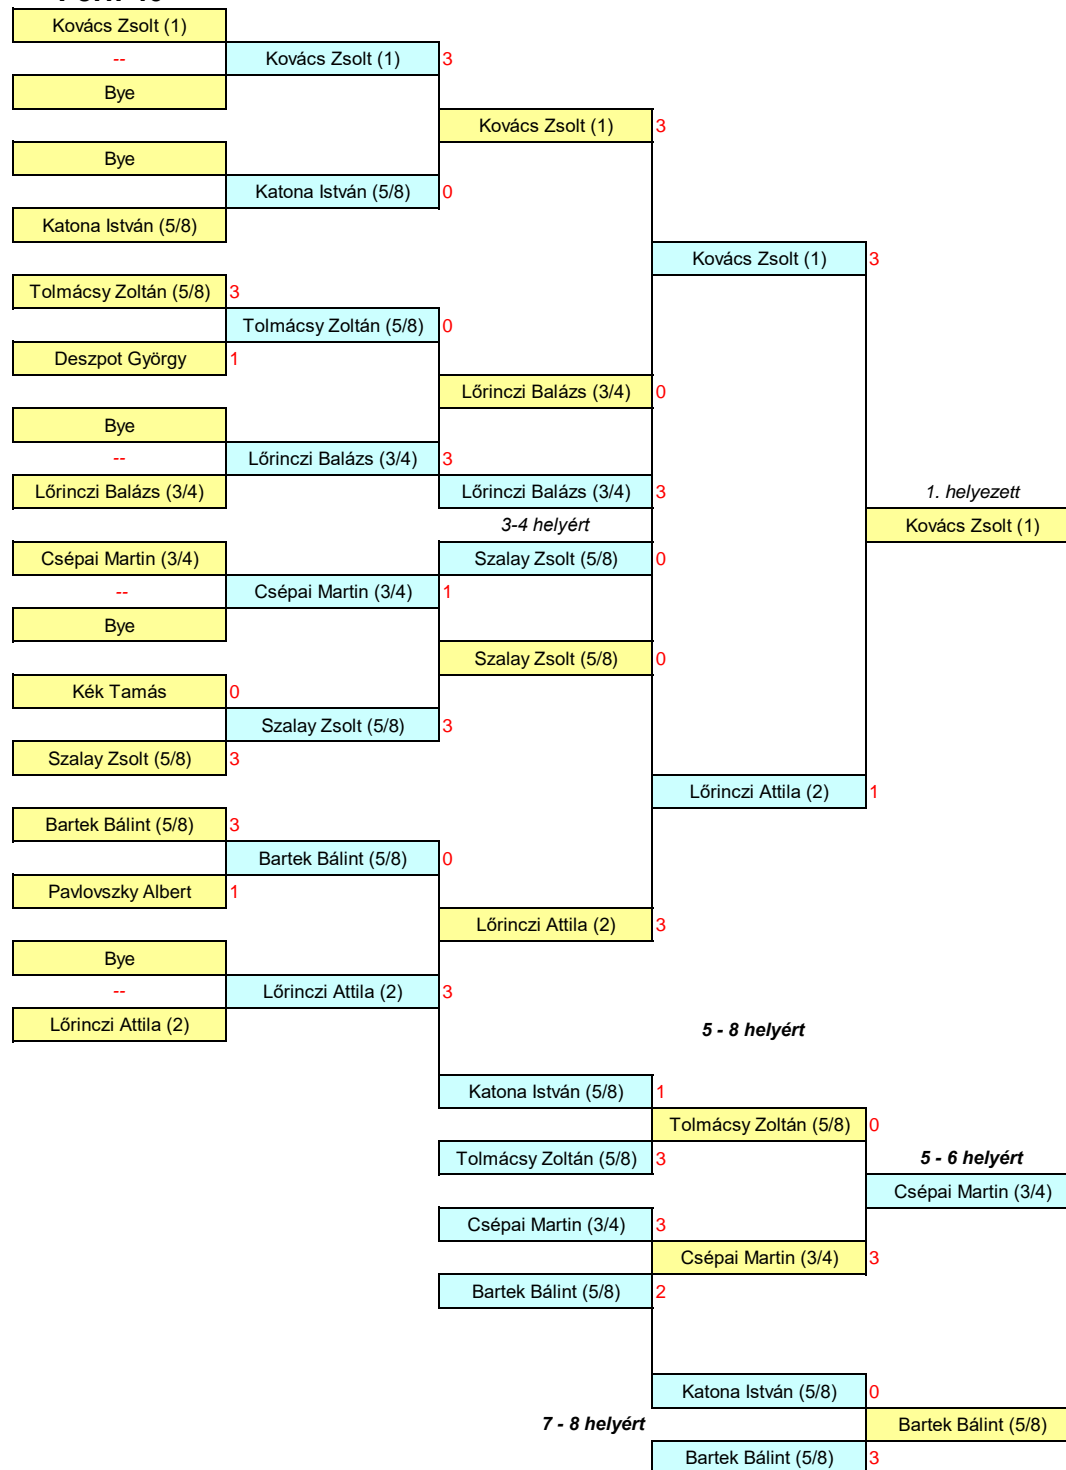 Kovács Zsolt (1)
--
Kovács Zsolt (1) 3
Bye
Kovács Zsolt (1) 3
Bye
Katona István (5/8) 0
Katona István (5/8)
Kovács Zsolt (1) 3
Tolmácsy Zoltán (5/8) 3
Tolmácsy Zoltán (5/8) 0
Deszpot György 1
Lőrinczi Balázs (3/4) 0
Bye
--
Lőrinczi Balázs (3/4) 3
Lőrinczi Balázs (3/4)
Lőrinczi Balázs (3/4) 3
1. helyezett
3-4 helyért
Kovács Zsolt (1)
Csépai Martin (3/4)
Szalay Zsolt (5/8) 0
--
Csépai Martin (3/4) 1
Bye
Szalay Zsolt (5/8) 0
Kék Tamás 0
Szalay Zsolt (5/8) 3
Szalay Zsolt (5/8) 3
Lőrinczi Attila (2) 1
Bartek Bálint (5/8) 3
Bartek Bálint (5/8) 0
Pavlovszky Albert 1
Lőrinczi Attila (2) 3
Bye
--
Lőrinczi Attila (2) 3
Lőrinczi Attila (2)
5 - 8 helyért
Katona István (5/8) 1
Tolmácsy Zoltán (5/8) 0
Tolmácsy Zoltán (5/8) 3
5 - 6 helyért
Csépai Martin (3/4)
Csépai Martin (3/4) 3
Csépai Martin (3/4) 3
Bartek Bálint (5/8) 2
Katona István (5/8) 0
7 - 8 helyért
Bartek Bálint (5/8)
Bartek Bálint (5/8) 3